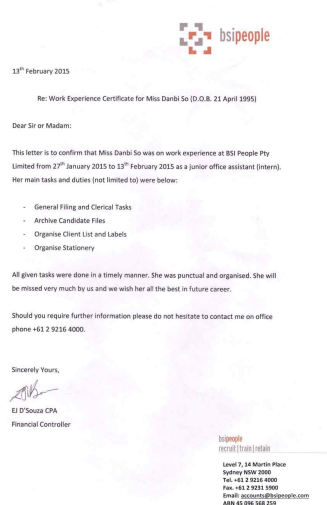 bsipeople
13th February 2015
Re: Work Experience Certificate for Miss Danbi So (D.O.B. 21 April 1995)
Dear Sir or Madam:
This letter is to confirm that Miss Danbi So was on work experience at BSI People Pty
Limited from 27th January 2015 to 13th February 2015 as a junior office assistant (intern).
Her main tasks and duties (not limited to) were below:
- General Filing and Clerical Tasks
- Archive Candidate Files
- Organise Client List and Labels
- Organise Stationery
All given tasks were done in a timely manner. She was punctual and organised. She will
be missed very much by us and we wish her all the best in future career.
Should you require further information please do not hesitate to contact me on office
phone +61 2 9216 4000.
Sincerely Yours,
EJ D'Souza CPA
Financial Controller
bsipeople
recruit | train | retain
Level 7, 14 Martin Place
Sydney NSW 2000
Tel. +61 2 9216 4000
Fax. +61 2 9231 5900
Email: accounts@bsipeople.com
ABN 45 096 568 259